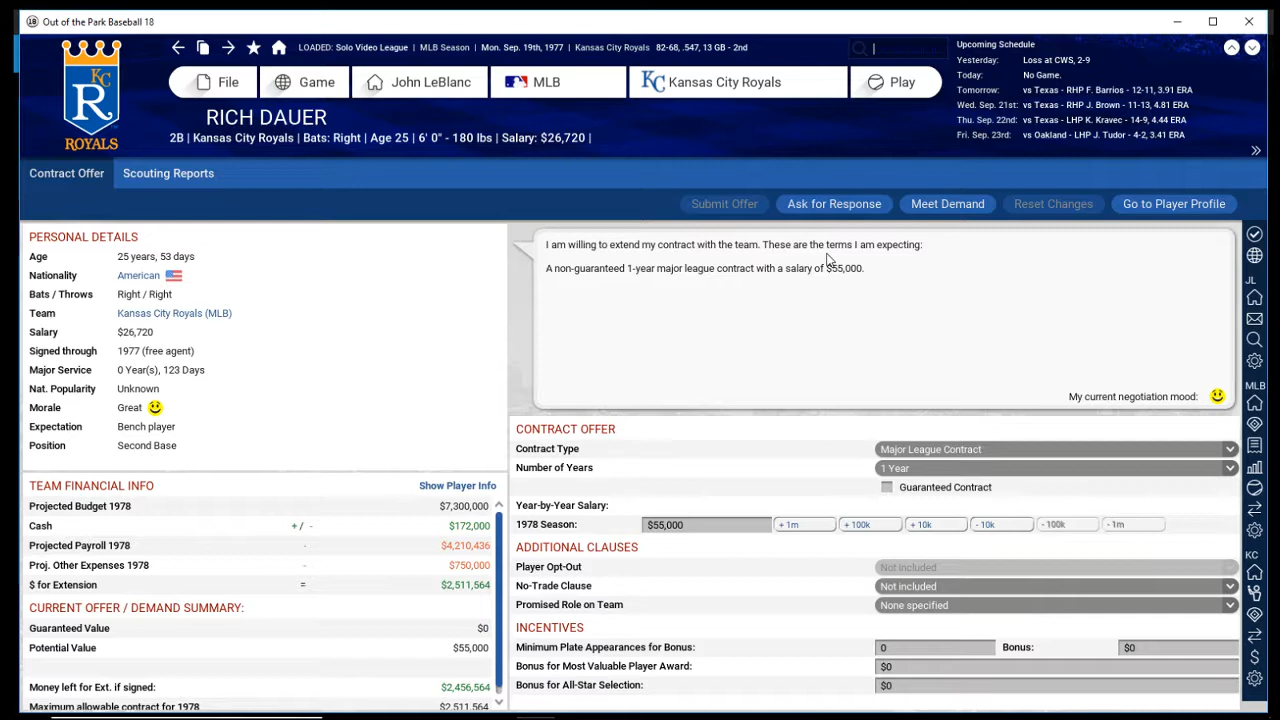 18 Out of the Park Baseball 18
LOADED: Solo Video League | MLB Season | Mon. Sep. 19th, 1977 | Kansas City Royals 82-68, .547, 13 GB - 2nd
Upcoming Schedule
Yesterday: Loss at CWS, 2-9
Today: No Game.
Tomorrow: vs Texas - RHP F. Barrios - 12-11, 3.91 ERA
Wed. Sep. 21st: vs Texas - RHP J. Brown - 11-13, 4.81 ERA
Thu. Sep. 22nd: vs Texas - LHP K. Kravec - 14-9, 4.44 ERA
Fri. Sep. 23rd: vs Oakland - LHP J. Tudor - 4-2, 3.41 ERA
File Game John LeBlanc MLB KC Kansas City Royals Play
KC
R
ROYALS
RICH DAUER
2B | Kansas City Royals | Bats: Right | Age 25 | 6' 0" - 180 lbs | Salary: $26,720 |
Contract Offer Scouting Reports
Submit Offer Ask for Response Meet Demand Reset Changes Go to Player Profile
PERSONAL DETAILS
Age 25 years, 53 days
Nationality American
Bats / Throws Right / Right
Team Kansas City Royals (MLB)
Salary $26,720
Signed through 1977 (free agent)
Major Service 0 Year(s), 123 Days
Nat. Popularity Unknown
Morale Great
Expectation Bench player
Position Second Base
I am willing to extend my contract with the team. These are the terms I am expecting:
A non-guaranteed 1-year major league contract with a salary of $55,000.
My current negotiation mood:
TEAM FINANCIAL INFO Show Player Info
Projected Budget 1978 $7,300,000
Cash + / - $172,000
Projected Payroll 1978 - $4,210,436
Proj. Other Expenses 1978 - $750,000
$ for Extension = $2,511,564
CURRENT OFFER / DEMAND SUMMARY:
Guaranteed Value $0
Potential Value $55,000
Money left for Ext. if signed: $2,456,564
Maximum allowable contract for 1978 $2,511,564
CONTRACT OFFER
Contract Type Major League Contract
Number of Years 1 Year
Guaranteed Contract
Year-by-Year Salary:
1978 Season: $55,000 + 1m + 100k + 10k - 10k - 100k - 1m
ADDITIONAL CLAUSES
Player Opt-Out Not included
No-Trade Clause Not included
Promised Role on Team None specified
INCENTIVES
Minimum Plate Appearances for Bonus: 0 Bonus: $0
Bonus for Most Valuable Player Award: $0
Bonus for All-Star Selection: $0
JL
MLB
KC